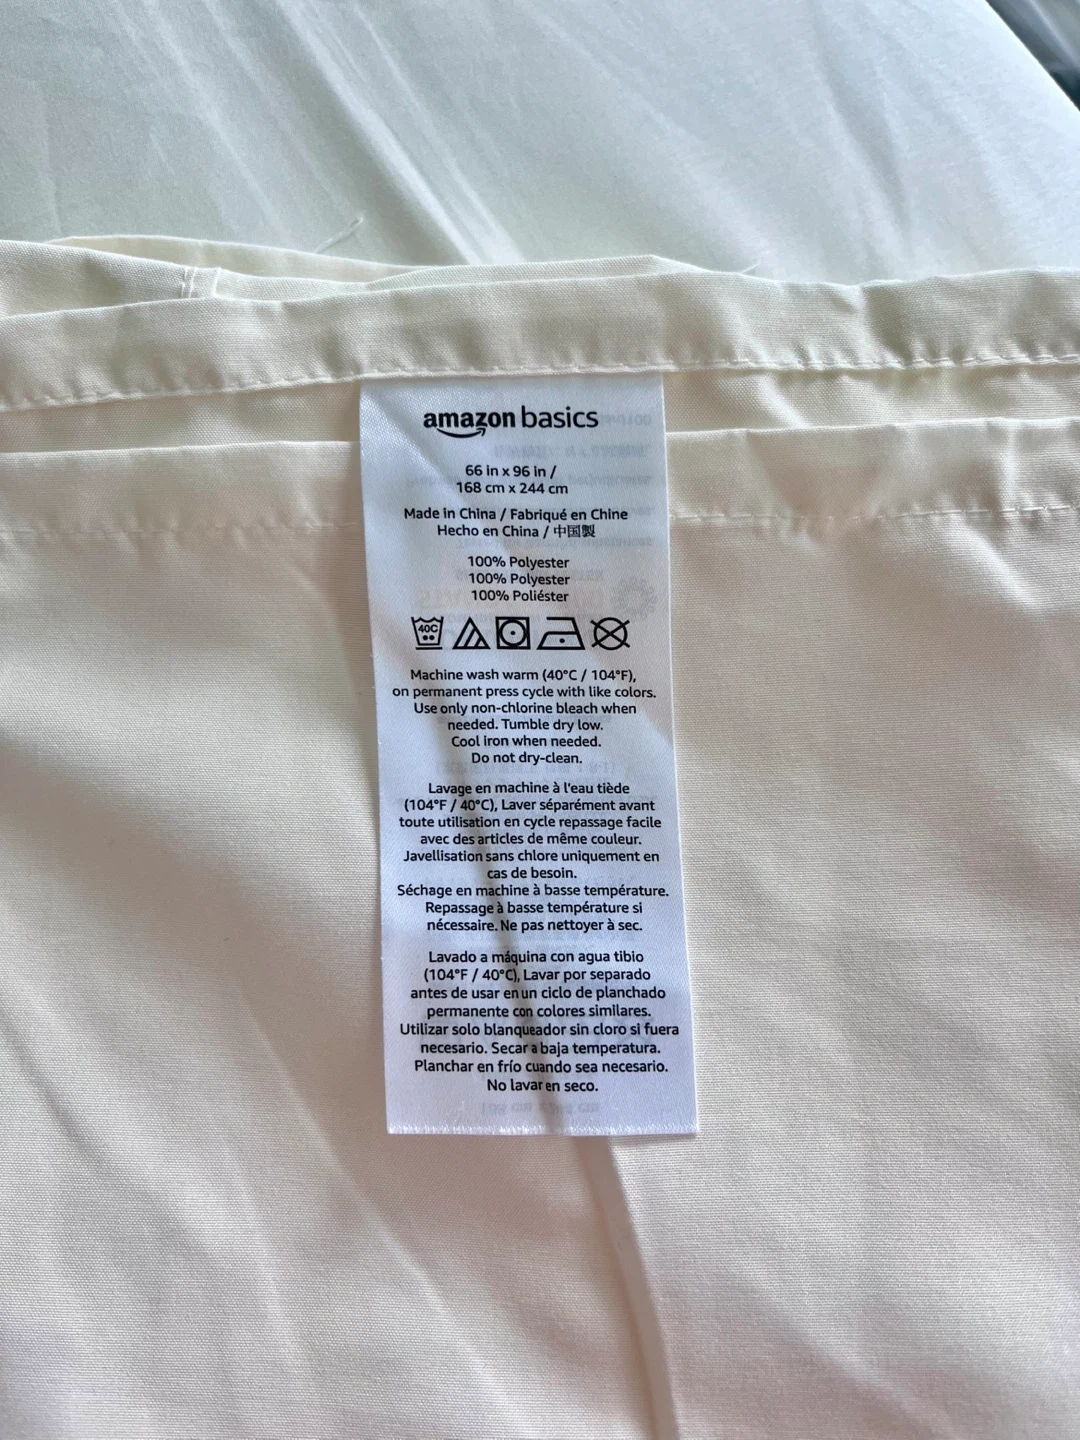 amazon basics
66 in x 96 in /
168 cm x 244 cm
Made in China / Fabriqué en Chine
Hecho en China / 中国製
100% Polyester
100% Polyester
100% Poliéster
40C
Machine wash warm (40°C / 104°F),
on permanent press cycle with like colors.
Use only non-chlorine bleach when
needed. Tumble dry low.
Cool iron when needed.
Do not dry-clean.
Lavage en machine à l'eau tiède
(104°F / 40°C), Laver séparément avant
toute utilisation en cycle repassage facile
avec des articles de même couleur.
Javellisation sans chlore uniquement en
cas de besoin.
Séchage en machine à basse température.
Repassage à basse température si
nécessaire. Ne pas nettoyer à sec.
Lavado a máquina con agua tibio
(104°F / 40°C), Lavar por separado
antes de usar en un ciclo de planchado
permanente con colores similares.
Utilizar solo blanqueador sin cloro si fuera
necesario. Secar a baja temperatura.
Planchar en frío cuando sea necesario.
No lavar en seco.